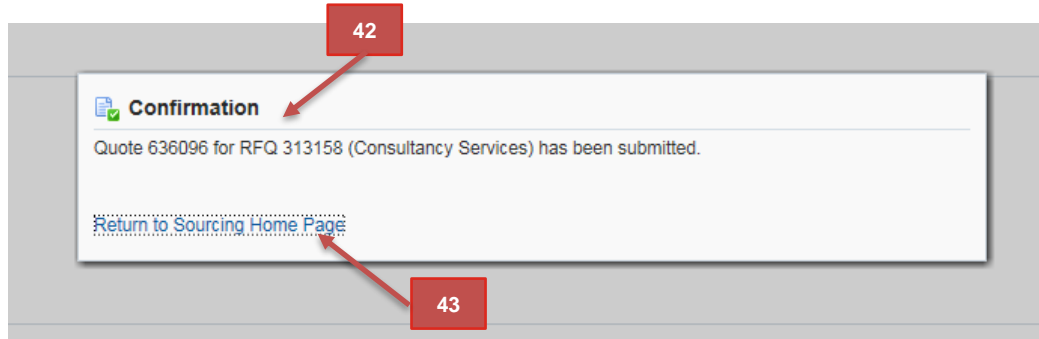 42
Confirmation
Quote 636096 for RFQ 313158 (Consultancy Services) has been submitted.
Return to Sourcing Home Page
43